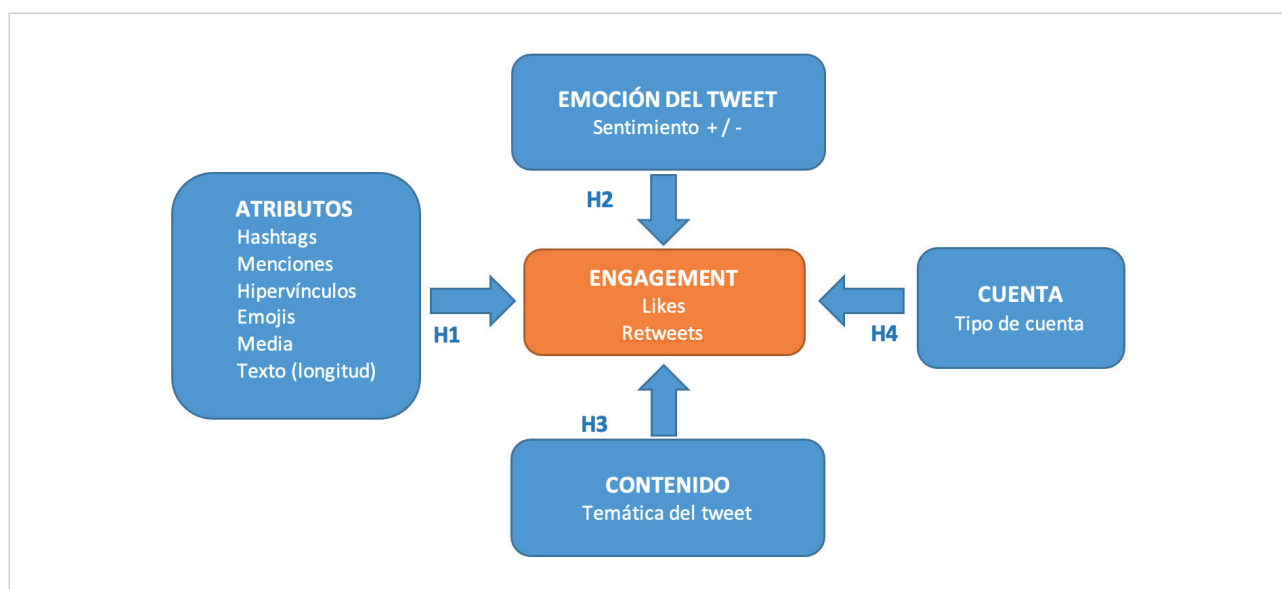 EMOCIÓN DEL TWEET
Sentimiento + / -
H2
ATRIBUTOS
Hashtags
Menciones
Hipervínculos
Emojis
Media
Texto (longitud)
H1
ENGAGEMENT
Likes
Retweets
H4
CUENTA
Tipo de cuenta
H3
CONTENIDO
Temática del tweet